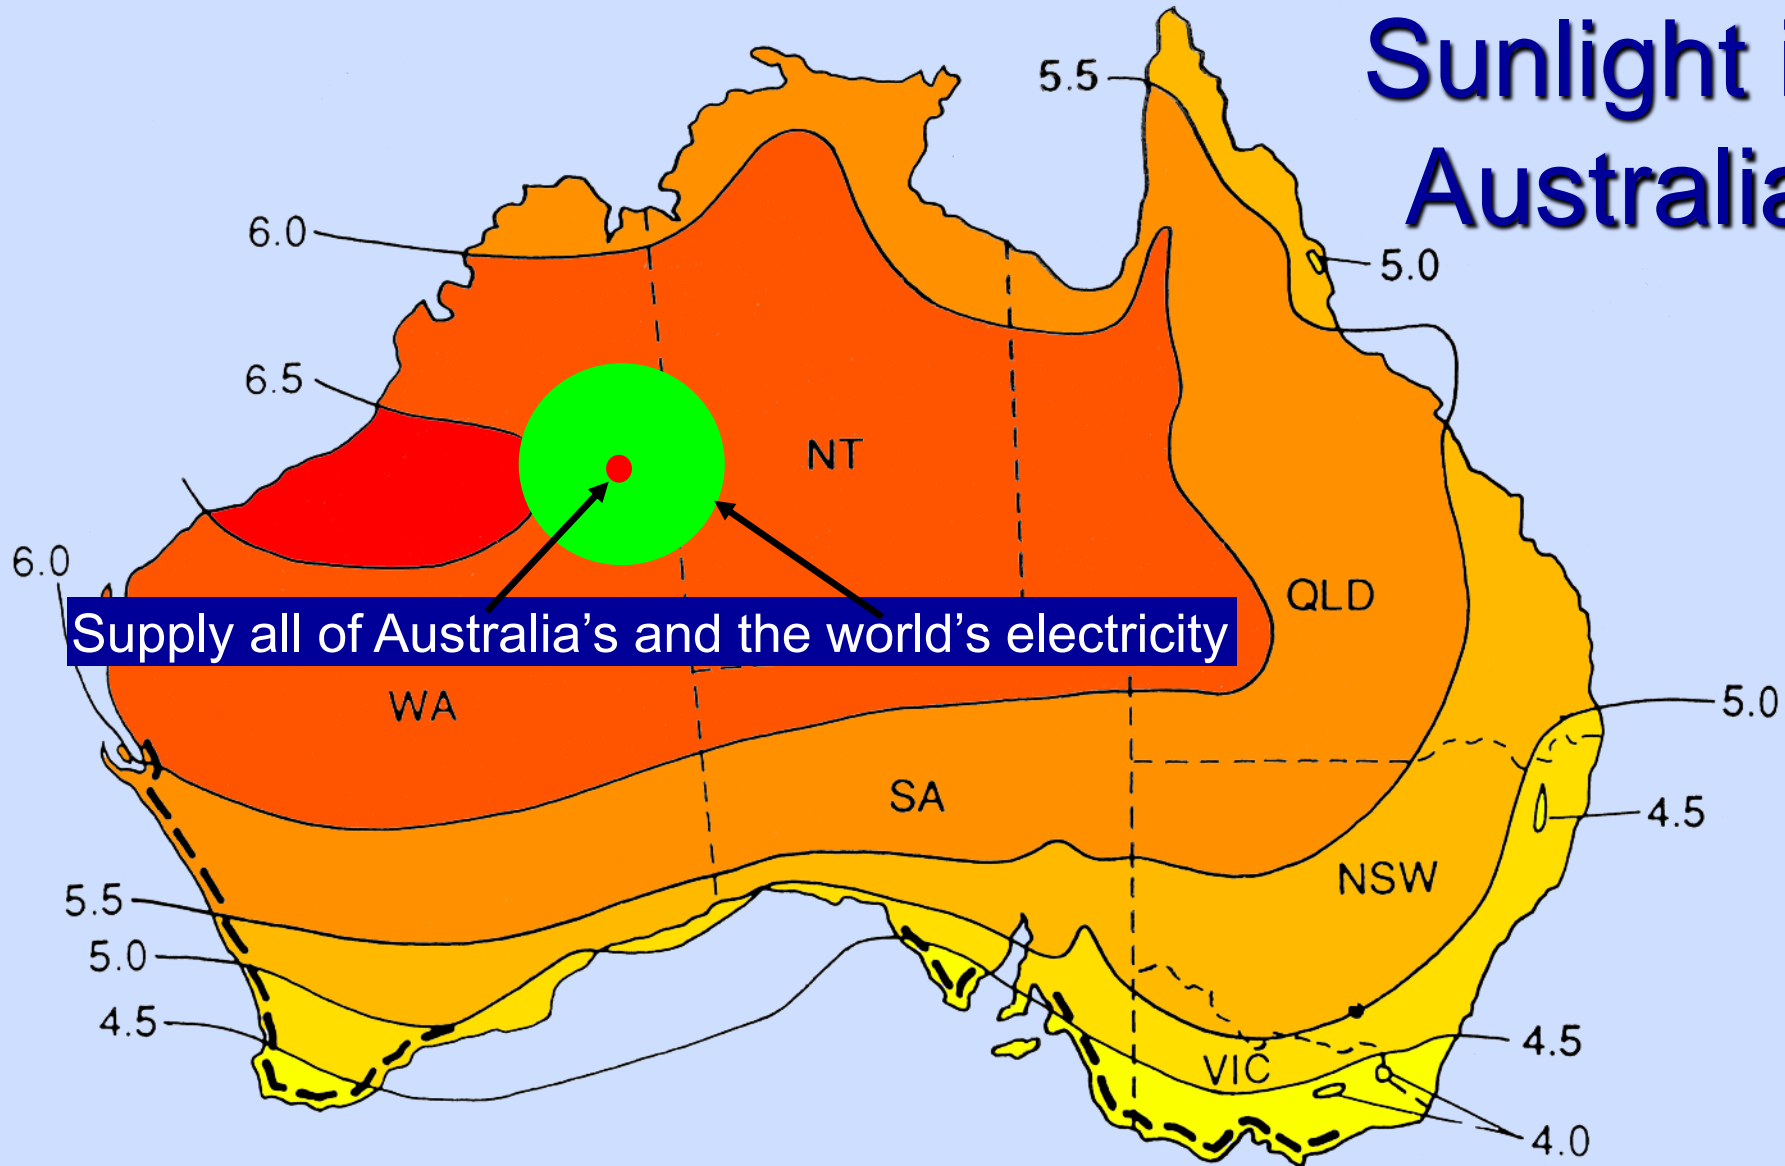 Sunlight i
Australia
5.5
6.0
5.0
6.5
NT
6.0
QLD
Supply all of Australia’s and the world’s electricity
WA
5.0
SA
4.5
NSW
5.5
5.0
4.5
4.5
VIC
4.0